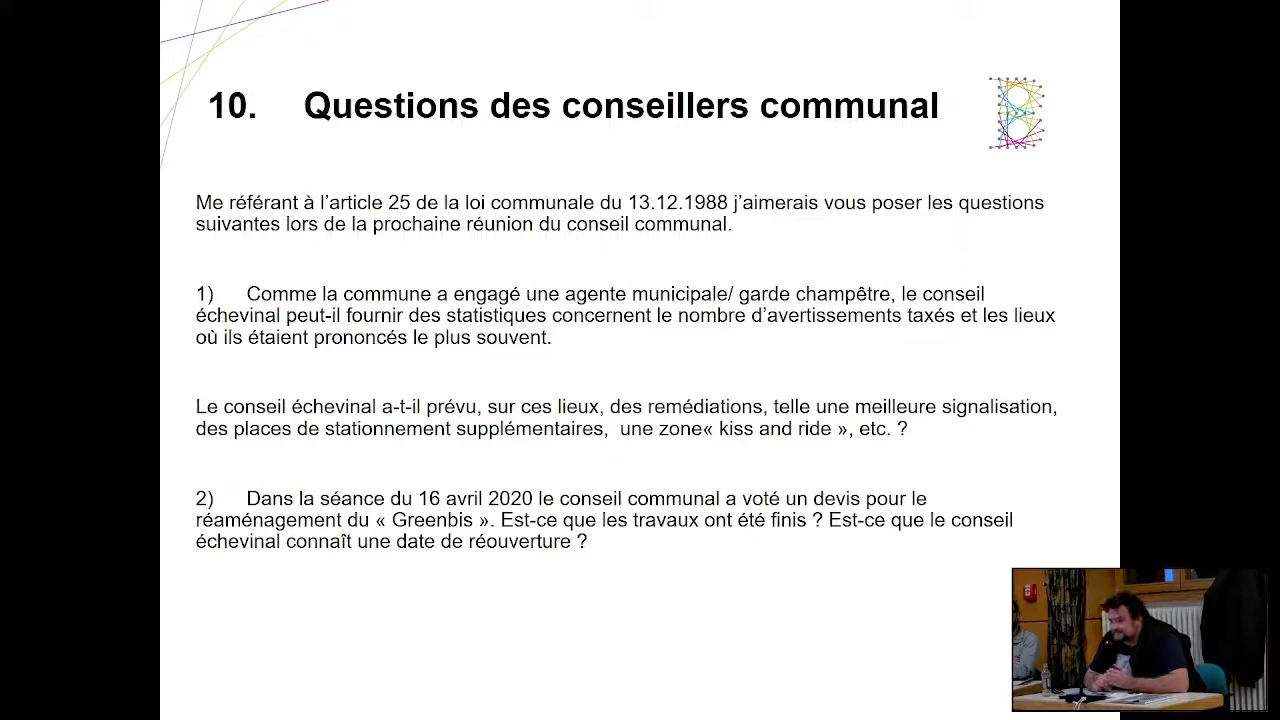 10. Questions des conseillers communal
Me référant à l'article 25 de la loi communale du 13.12.1988 j'aimerais vous poser les questions
suivantes lors de la prochaine réunion du conseil communal.
1) Comme la commune a engagé une agente municipale/ garde champêtre, le conseil
échevinal peut-il fournir des statistiques concernent le nombre d'avertissements taxés et les lieux
où ils étaient prononcés le plus souvent.
Le conseil échevinal a-t-il prévu, sur ces lieux, des remédiations, telle une meilleure signalisation,
des places de stationnement supplémentaires, une zone« kiss and ride », etc. ?
2) Dans la séance du 16 avril 2020 le conseil communal a voté un devis pour le
réaménagement du « Greenbis ». Est-ce que les travaux ont été finis ? Est-ce que le conseil
échevinal connaît une date de réouverture ?